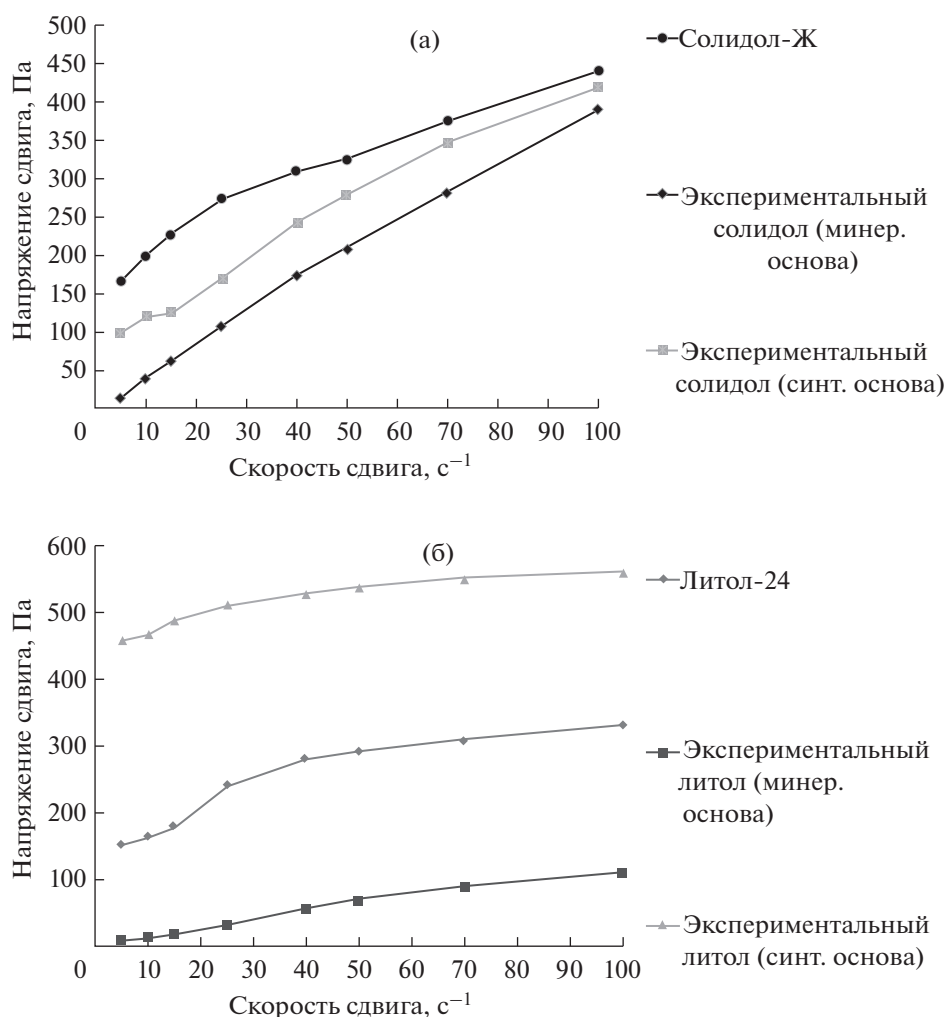 (а)
Напряжение сдвига, Па
500
450
400
350
300
250
200
150
100
50
0 10 20 30 40 50 60 70 80 90 100
Скорость сдвига, с−1
Солидол-Ж
Экспериментальный
солидол (минер.
основа)
Экспериментальный
солидол (синт. основа)
(б)
Напряжение сдвига, Па
600
500
400
300
200
100
0 10 20 30 40 50 60 70 80 90 100
Скорость сдвига, с−1
Литол-24
Экспериментальный
литол (минер.
основа)
Экспериментальный
литол (синт. основа)